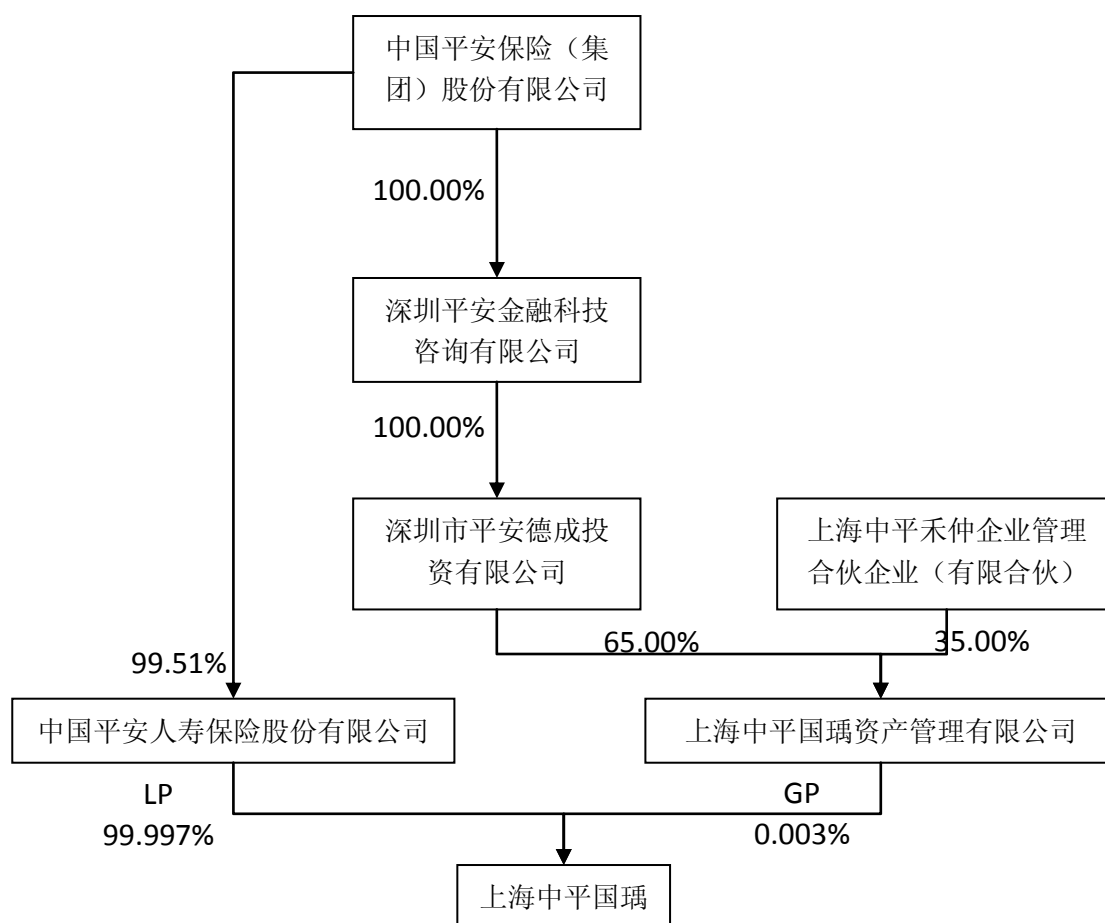 中国平安保险（集
团）股份有限公司
100.00%
深圳平安金融科技
咨询有限公司
100.00%
深圳市平安德成投
资有限公司
上海中平禾仲企业管理
合伙企业（有限合伙）
65.00%
35.00%
99.51%
中国平安人寿保险股份有限公司
上海中平国瑀资产管理有限公司
LP
99.997%
GP
0.003%
上海中平国瑀